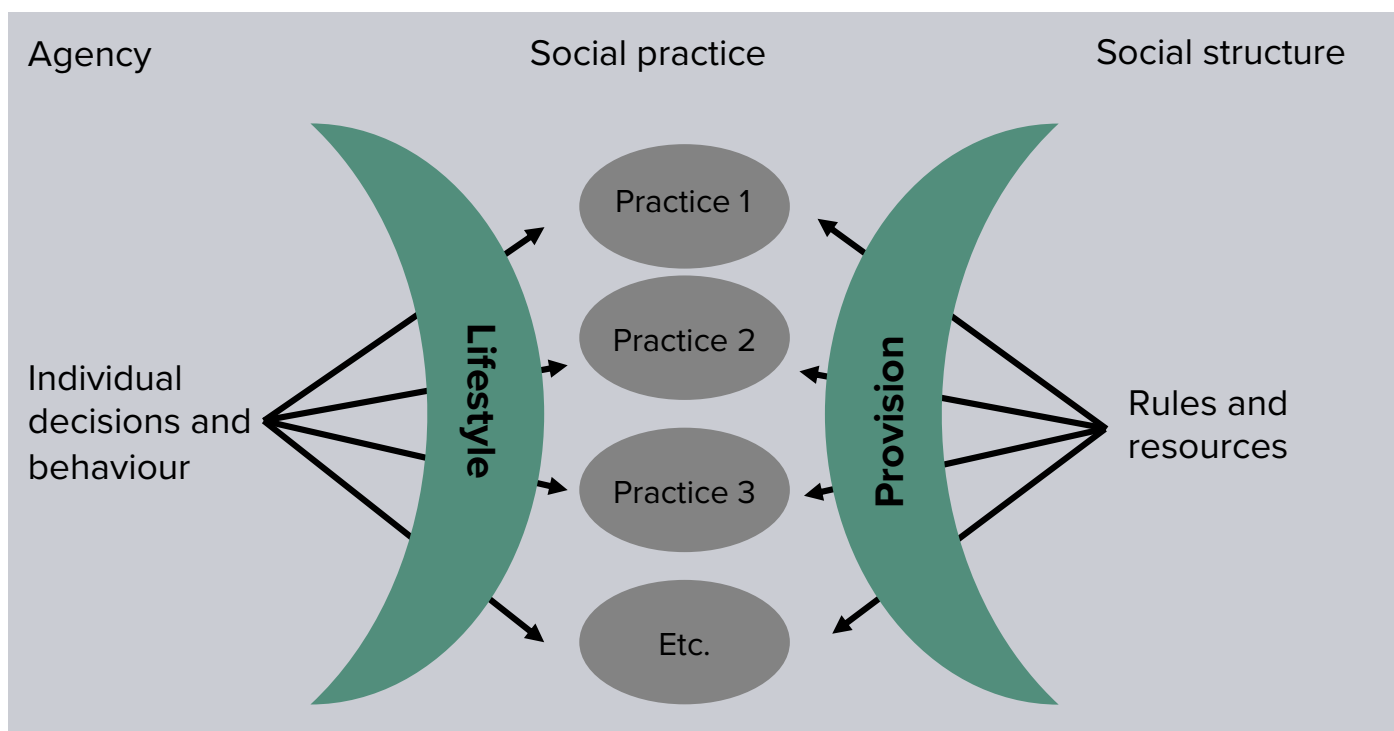 Agency
Social practice
Social structure
Practice 1
Practice 2
Practice 3
Etc.
Lifestyle
Provision
Individual
decisions and
behaviour
Rules and
resources